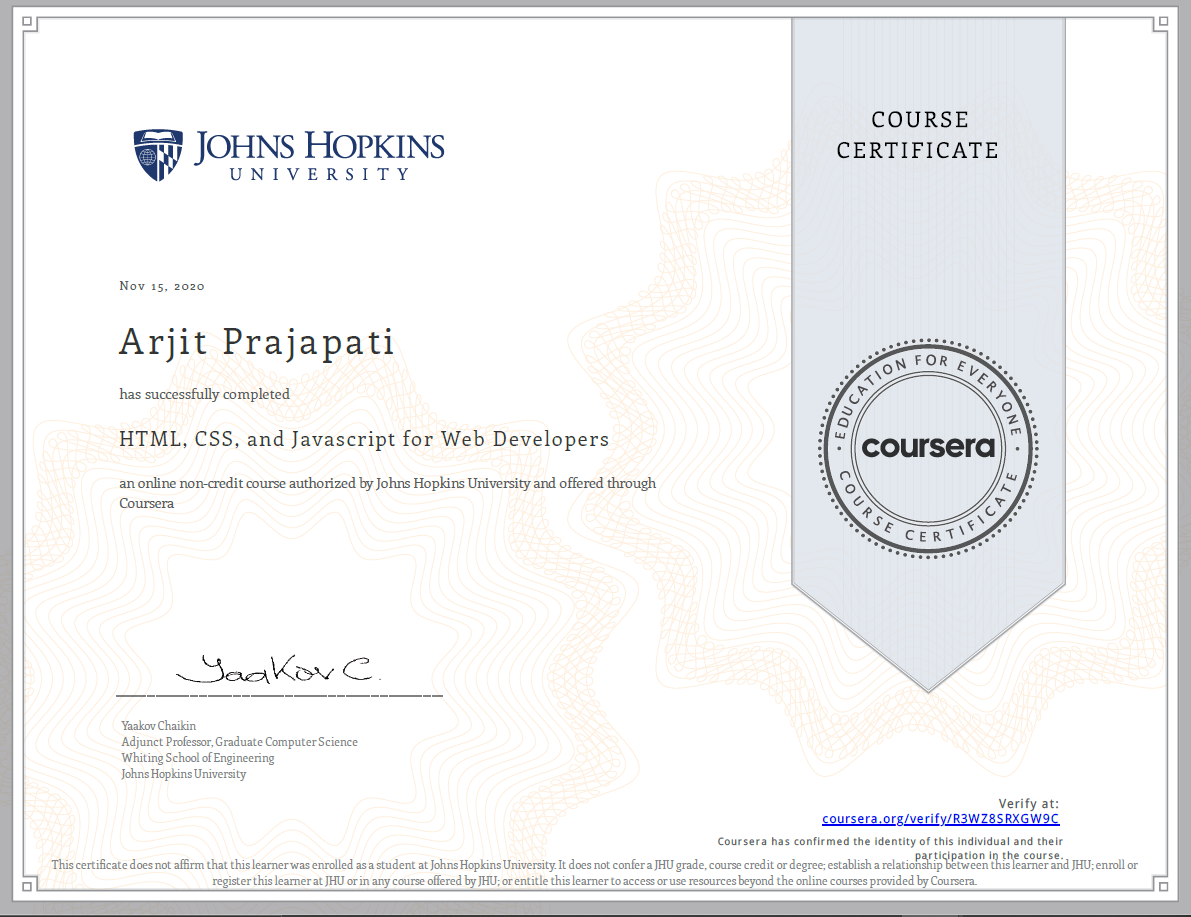 JOHNS HOPKINS
UNIVERSITY
COURSE
CERTIFICATE
Nov 15, 2020
Arjit Prajapati
has successfully completed
HTML, CSS, and Javascript for Web Developers
an online non-credit course authorized by Johns Hopkins University and offered through
Coursera
EDUCATION FOR EVERYONE
coursera
COURSE CERTIFICATE
Yaakov C.
Yaakov Chaikin
Adjunct Professor, Graduate Computer Science
Whiting School of Engineering
Johns Hopkins University
Verify at:
coursera.org/verify/R3WZ8SRXGW9C
Coursera has confirmed the identity of this individual and their
participation in the course.
This certificate does not affirm that this learner was enrolled as a student at Johns Hopkins University. It does not confer a JHU grade, course credit or degree; establish a relationship between this learner and JHU; enroll or
register this learner at JHU or in any course offered by JHU; or entitle this learner to access or use resources beyond the online courses provided by Coursera.